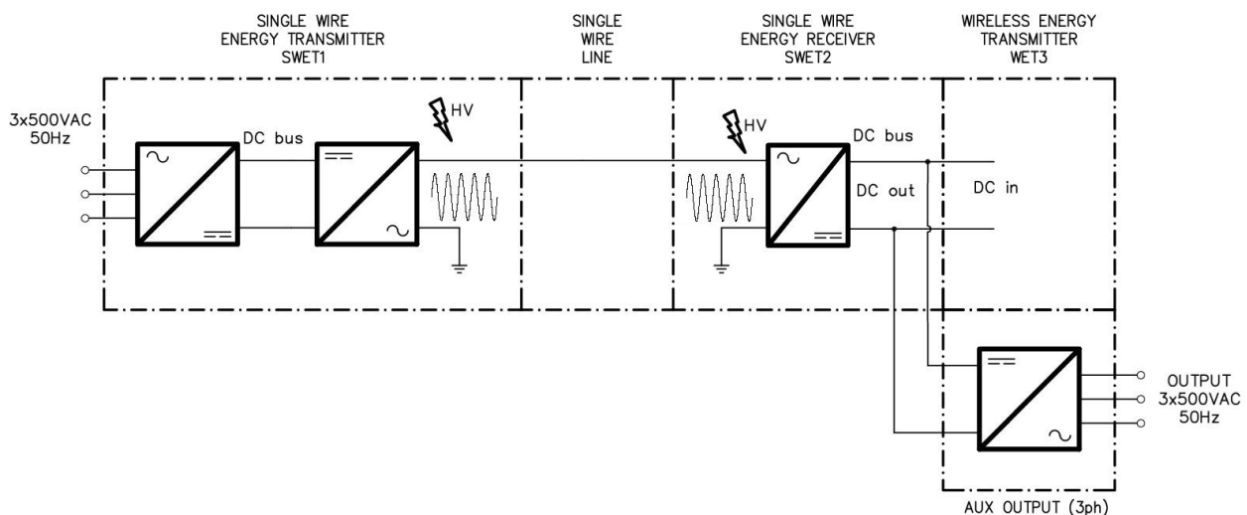 SINGLE WIRE
ENERGY TRANSMITTER
SWET1
SINGLE
WIRE
LINE
SINGLE WIRE
ENERGY RECEIVER
SWET2
WIRELESS ENERGY
TRANSMITTER
WET3
3x500VAC
50Hz
DC bus
HV
HV
DC bus
DC out
DC in
OUTPUT
3x500VAC
50Hz
AUX OUTPUT (3ph)